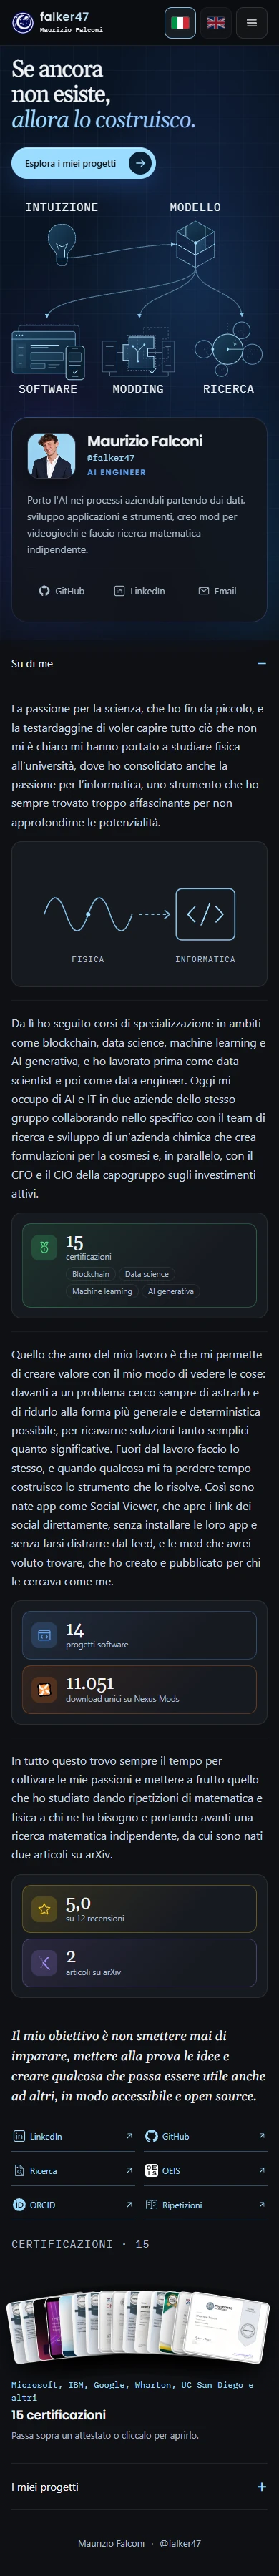 falker47
Maurizio Falconi
Se ancora
non esiste,
allora lo costruisco.
Esplora i miei progetti
INTUIZIONE
MODELLO
SOFTWARE
MODDING
RICERCA
Maurizio Falconi
@falker47
AI ENGINEER
Porto l'AI nei processi aziendali partendo dai dati,
sviluppo applicazioni e strumenti, creo mod per
videogiochi e faccio ricerca matematica
indipendente.
GitHub
LinkedIn
Email
Su di me
La passione per la scienza, che ho fin da piccolo, e
la testardaggine di voler capire tutto ciò che non
mi è chiaro mi hanno portato a studiare fisica
all'università, dove ho consolidato anche la
passione per l'informatica, uno strumento che ho
sempre trovato troppo affascinante per non
approfondirne le potenzialità.
FISICA
INFORMATICA
Da lì ho seguito corsi di specializzazione in ambiti
come blockchain, data science, machine learning e
AI generativa, e ho lavorato prima come data
scientist e poi come data engineer. Oggi mi
occupo di AI e IT in due aziende dello stesso
gruppo collaborando nello specifico con il team di
ricerca e sviluppo di un'azienda chimica che crea
formulazioni per la cosmesi e, in parallelo, con il
CFO e il CIO della capogruppo sugli investimenti
attivi.
15
certificazioni
Blockchain
Data science
Machine learning
AI generativa
Quello che amo del mio lavoro è che mi permette
di creare valore con il mio modo di vedere le cose:
davanti a un problema cerco sempre di astrarlo e
di ridurlo alla forma più generale e deterministica
possibile, per ricavarne soluzioni tanto semplici
quanto significative. Fuori dal lavoro faccio lo
stesso, e quando qualcosa mi fa perdere tempo
costruisco lo strumento che lo risolve. Così sono
nate app come Social Viewer, che apre i link dei
social direttamente, senza installare le loro app e
senza farsi distrarre dal feed, e le mod che avrei
voluto trovare, che ho creato e pubblicato per chi
le cercava come me.
14
progetti software
11.051
download unici su Nexus Mods
In tutto questo trovo sempre il tempo per
coltivare le mie passioni e mettere a frutto quello
che ho studiato dando ripetizioni di matematica e
fisica a chi ne ha bisogno e portando avanti una
ricerca matematica indipendente, da cui sono nati
due articoli su arXiv.
5,0
su 12 recensioni
2
articoli su arXiv
Il mio obiettivo è non smettere mai di
imparare, mettere alla prova le idee e
creare qualcosa che possa essere utile anche
ad altri, in modo accessibile e open source.
LinkedIn
GitHub
Ricerca
OEIS
ORCID
Ripetizioni
CERTIFICAZIONI · 15
Microsoft, IBM, Google, Wharton, UC San Diego e
altri
15 certificazioni
Passa sopra un attestato o cliccalo per aprirlo.
I miei progetti
Maurizio Falconi · @falker47